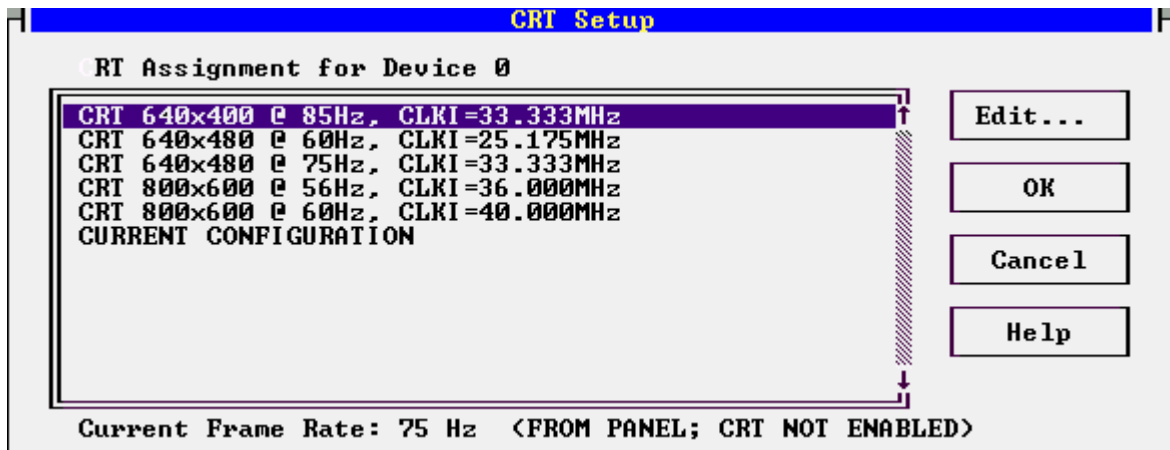 CRT Setup
CRT Assignment for Device 0
CRT 640x400 @ 85Hz, CLKI=33.333MHz
CRT 640x480 @ 60Hz, CLKI=25.175MHz
CRT 640x480 @ 75Hz, CLKI=33.333MHz
CRT 800x600 @ 56Hz, CLKI=36.000MHz
CRT 800x600 @ 60Hz, CLKI=40.000MHz
CURRENT CONFIGURATION
Edit...
OK
Cancel
Help
Current Frame Rate: 75 Hz (FROM PANEL; CRT NOT ENABLED)